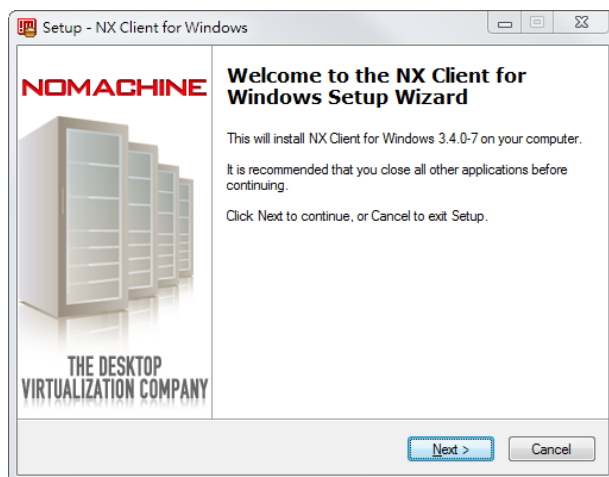 Setup - NX Client for Windows
NOMACHINE
Welcome to the NX Client for
Windows Setup Wizard
This will install NX Client for Windows 3.4.0-7 on your computer.
It is recommended that you close all other applications before
continuing.
Click Next to continue, or Cancel to exit Setup.
THE DESKTOP
VIRTUALIZATION COMPANY
Next >
Cancel